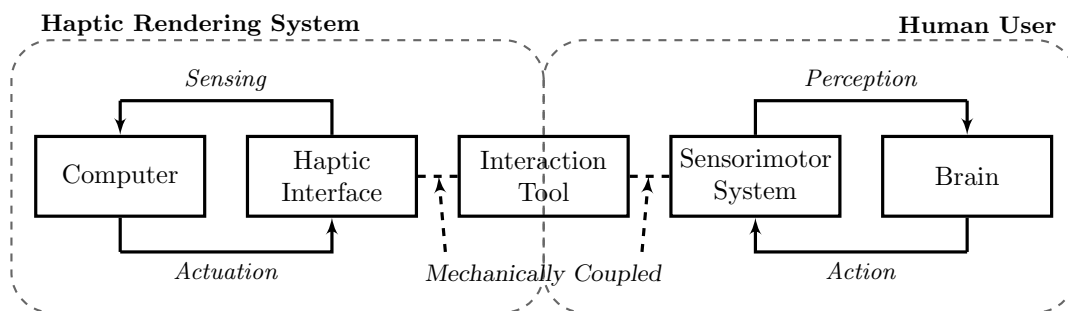 Haptic Rendering System
Human User
Sensing
Perception
Computer
Haptic
Interface
Interaction
Tool
Sensorimotor
System
Brain
Actuation
Mechanically Coupled
Action